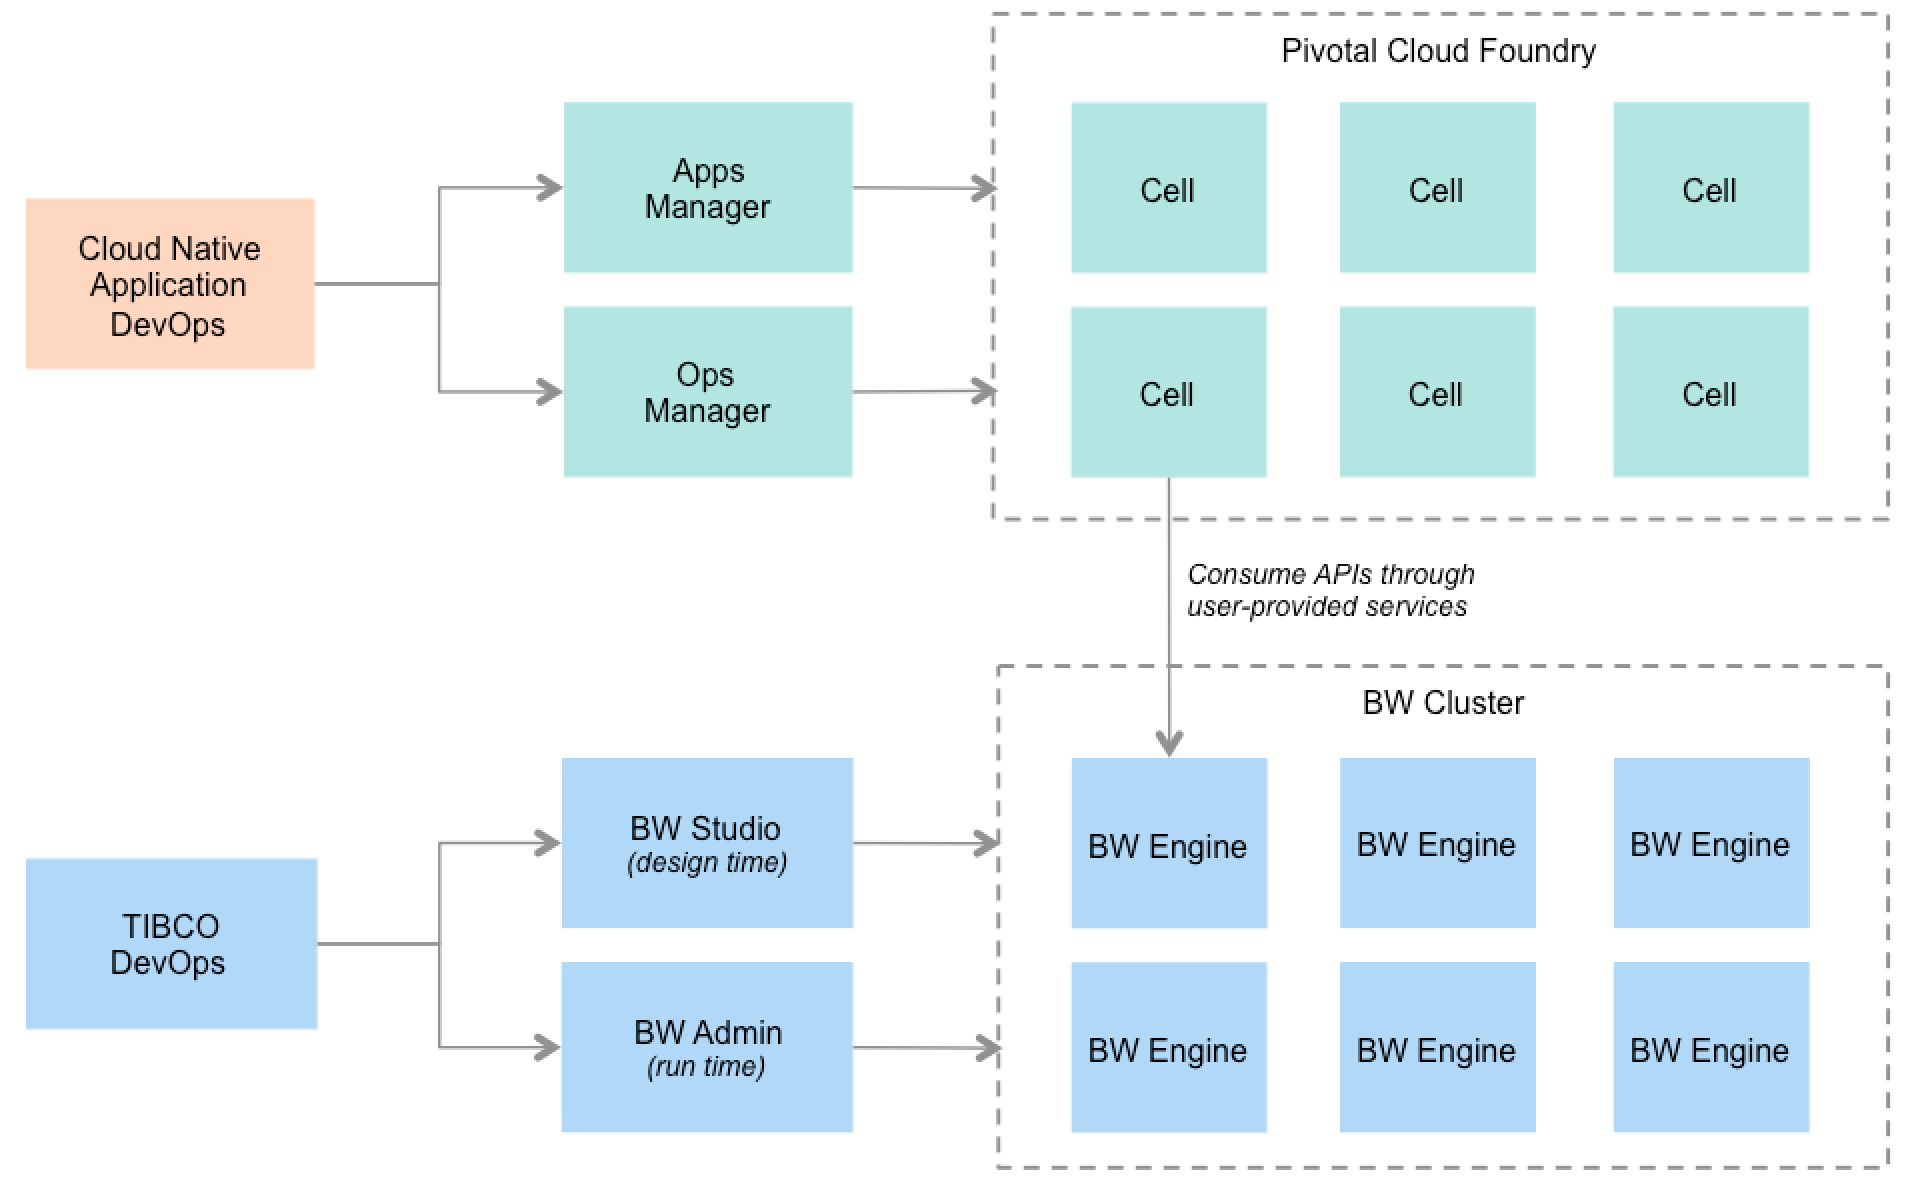 Pivotal Cloud Foundry
Apps
Manager
Cell
Cell
Cell
Cloud Native
Application
DevOps
Ops
Manager
Cell
Cell
Cell
Consume APIs through
user-provided services
BW Cluster
BW Studio
(design time)
BW Engine
BW Engine
BW Engine
TIBCO
DevOps
BW Admin
(run time)
BW Engine
BW Engine
BW Engine